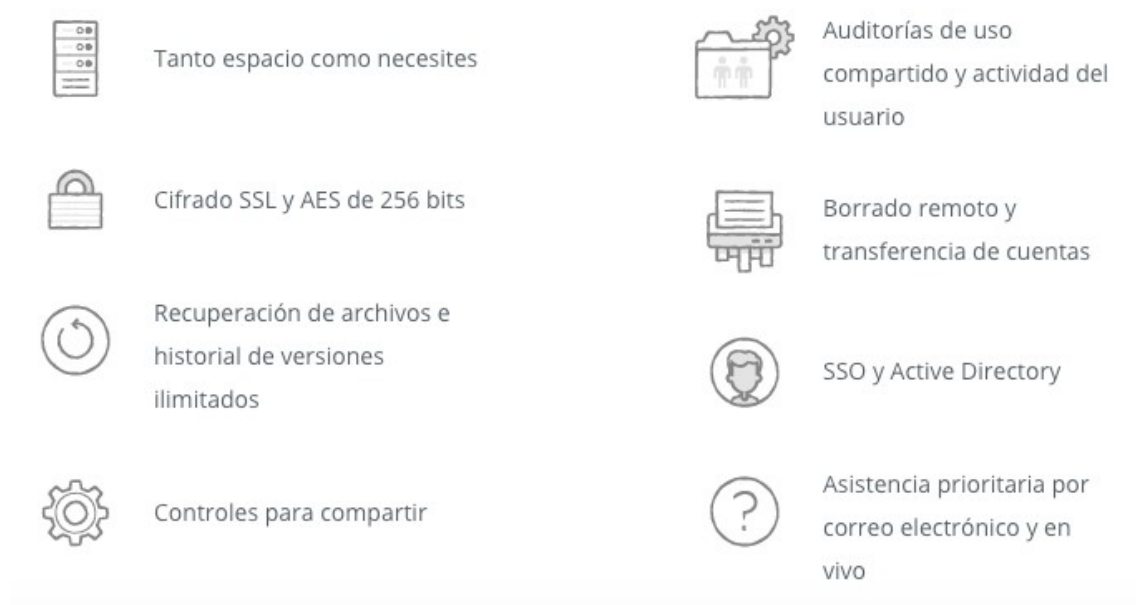 Tanto espacio como necesites
Cifrado SSL y AES de 256 bits
Recuperación de archivos e
historial de versiones
ilimitados
Controles para compartir
Auditorías de uso
compartido y actividad del
usuario
Borrado remoto y
transferencia de cuentas
SSO y Active Directory
?
Asistencia prioritaria por
correo electrónico y en
vivo